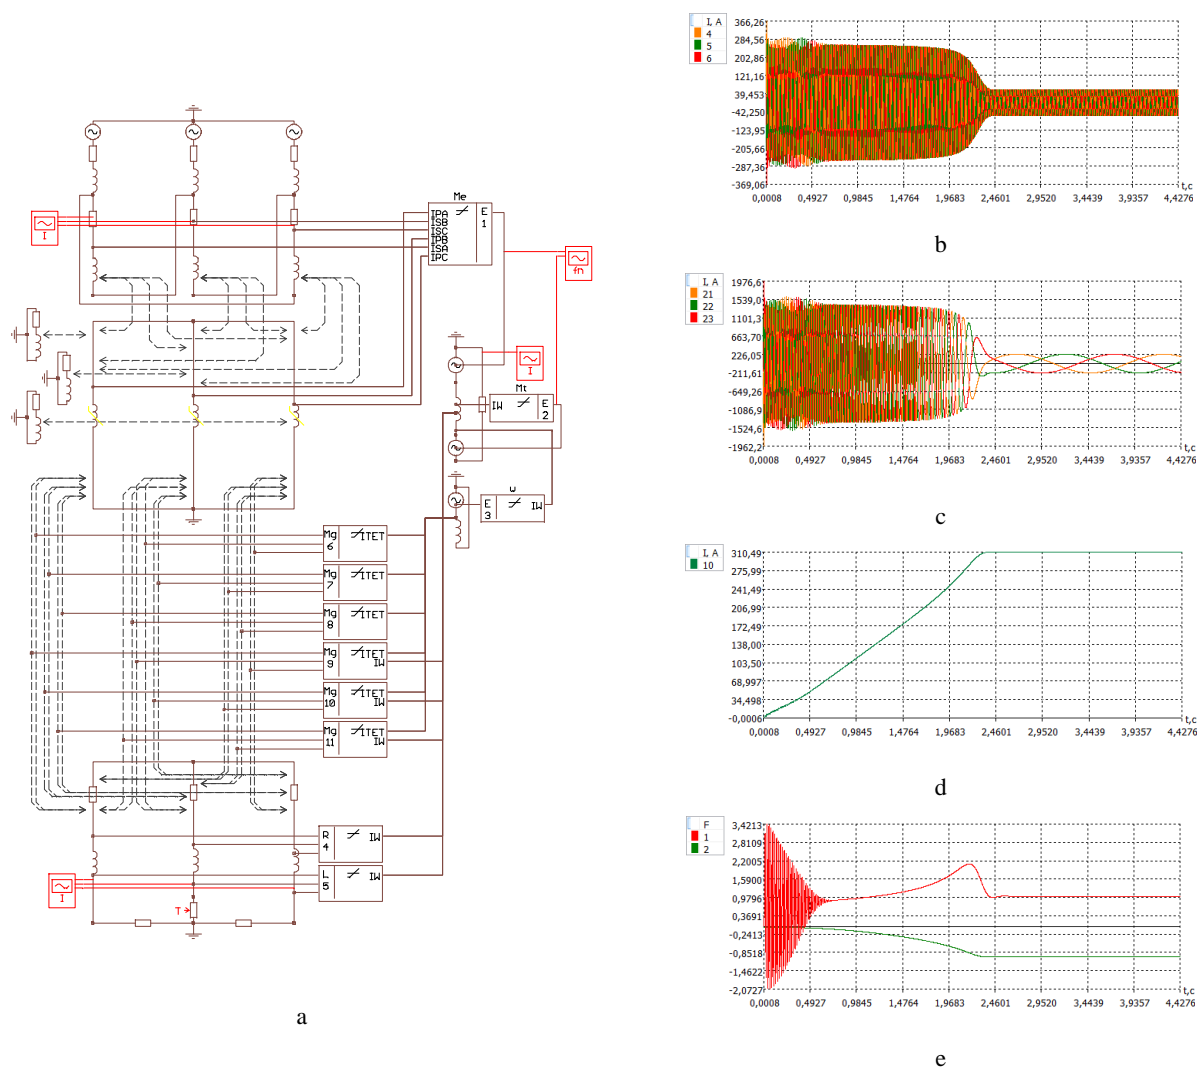 Me
IPA
ISB
ISC
IPB
ISA
IPC
E
1
I
fn
I
Mt
IW
E
2
w
E
3
IW
Mg
6
ITET
Mg
7
ITET
Mg
8
ITET
Mg
9
ITET
IW
Mg
10
ITET
IW
Mg
11
ITET
IW
R
4
IW
L
5
IW
I
T
a
I, A
4
5
6
366,26
284,56
202,86
121,16
39,453
-42,250
-123,95
-205,66
-287,36
-369,06
t,c
0,0008 0,4927 0,9845 1,4764 1,9683 2,4601 2,9520 3,4439 3,9357 4,4276
b
I, A
21
22
23
1976,6
1539,0
1101,3
663,70
226,05
-211,61
-649,26
-1086,9
-1524,6
-1962,2
t,c
0,0008 0,4927 0,9845 1,4764 1,9683 2,4601 2,9520 3,4439 3,9357 4,4276
c
I, A
10
310,49
275,99
241,49
206,99
172,49
138,00
103,50
68,997
34,498
-0,0006
t,c
0,0008 0,4927 0,9845 1,4764 1,9683 2,4601 2,9520 3,4439 3,9357 4,4276
d
F
1
2
3,4213
2,8109
2,2005
1,5900
0,9796
0,3691
-0,2413
-0,8518
-1,4622
-2,0727
t,c
0,0008 0,4927 0,9845 1,4764 1,9683 2,4601 2,9520 3,4439 3,9357 4,4276
e